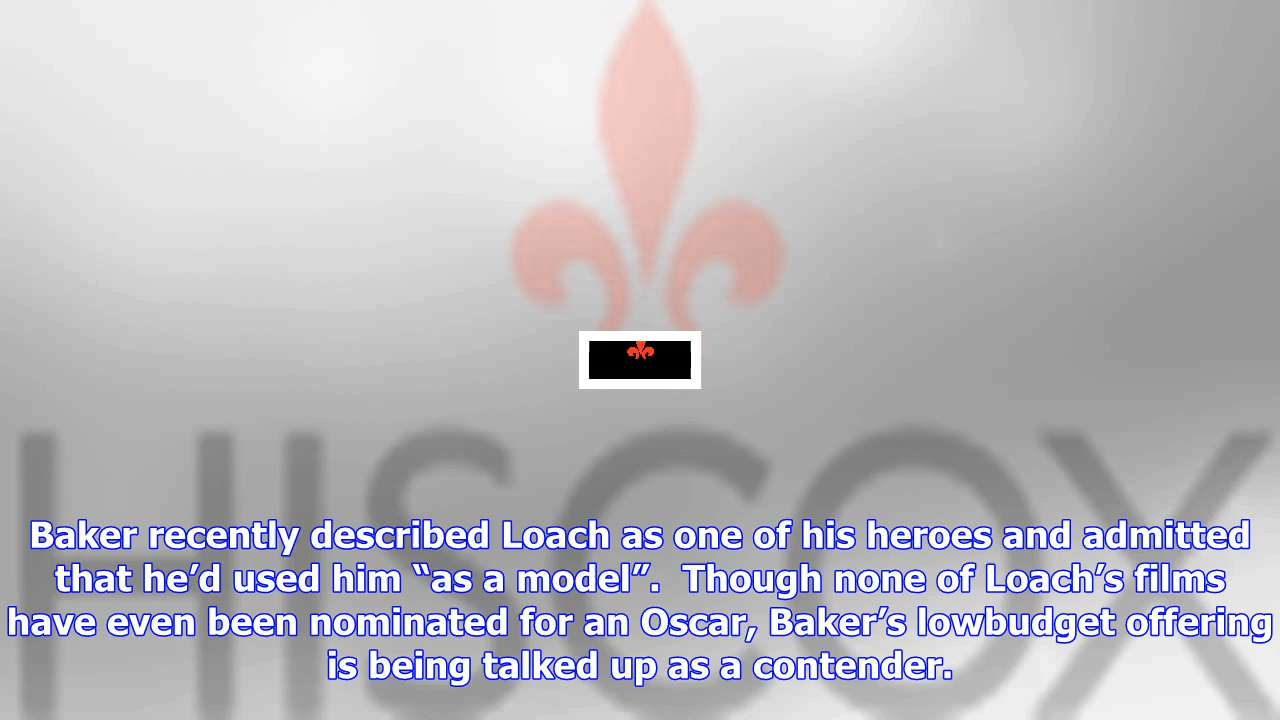 HISCOX
Baker recently described Loach as one of his heroes and admitted
that he’d used him “as a model”.  Though none of Loach’s films
have even been nominated for an Oscar, Baker’s lowbudget offering
is being talked up as a contender.